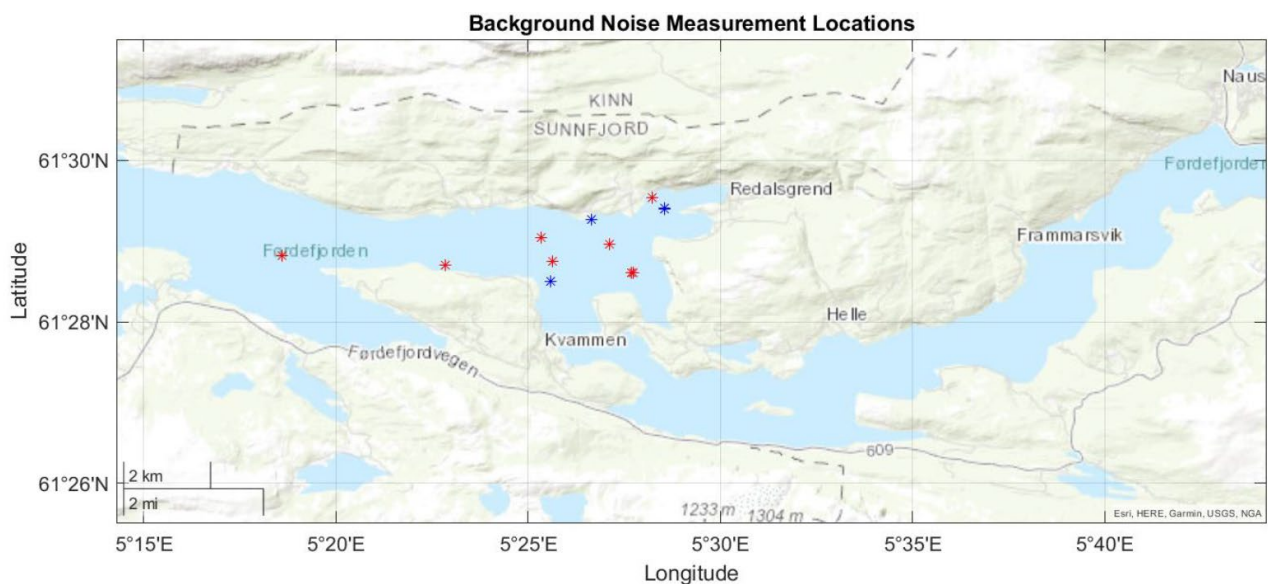 Background Noise Measurement Locations
KINN
SUNNFJORD
Naus
61°30'N
Førdefjorden
Redalsgrend
Førdefjorden
Frammarsvik
Latitude
61°28'N
Helle
Kvammen
Førdefjordvegen
609
2 km
2 mi
61°26'N
1233 m
1304 m
Esri, HERE, Garmin, USGS, NGA
5°15'E
5°20'E
5°25'E
5°30'E
5°35'E
5°40'E
Longitude